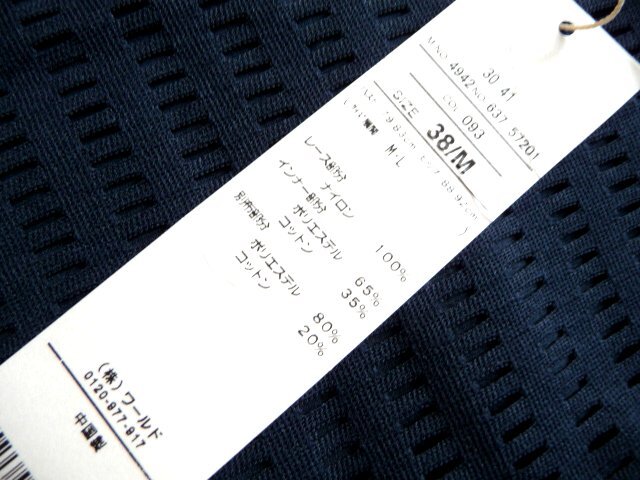 30 41
M.NO. 4942 NO. 637 57201
COL 093
SIZE 38/M
M-L
レース部分
ナイロン 100%
インナー部分
ポリエステル 65%
コットン 35%
別布部分
ポリエステル 80%
コットン 20%
(株)ワールド
0120-977-917
中国製